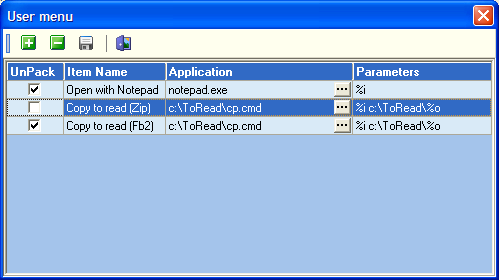 User menu
UnPack Item Name Application Parameters
Open with Notepad notepad.exe ... %i
Copy to read (Zip) c:\ToRead\cp.cmd ... %i c:\ToRead\%o
Copy to read (Fb2) c:\ToRead\cp.cmd ... %i c:\ToRead\%o